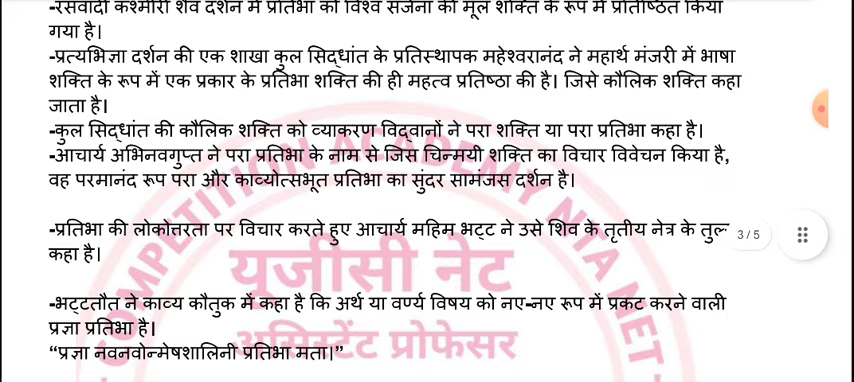 -रसवादी कश्मीरी शैव दर्शन में प्रतिभा को विश्व सर्जना की मूल शक्ति के रूप में प्रतिष्ठित किया
गया है।
-प्रत्यभिज्ञा दर्शन की एक शाखा कुल सिद्धांत के प्रतिस्थापक महेश्वरानंद ने महार्थ मंजरी में भाषा
शक्ति के रूप में एक प्रकार के प्रतिभा शक्ति की ही महत्व प्रतिष्ठा की है। जिसे कौलिक शक्ति कहा
जाता है।
-कुल सिद्धांत की कौलिक शक्ति को व्याकरण विद्वानों ने परा शक्ति या परा प्रतिभा कहा है।
-आचार्य अभिनवगुप्त ने परा प्रतिभा के नाम से जिस चिन्मयी शक्ति का विचार विवेचन किया है,
वह परमानंद रूप परा और काव्योत्सभूत प्रतिभा का सुंदर सामंजस दर्शन है।
-प्रतिभा की लोकोत्तरता पर विचार करते हुए आचार्य महिम भट्ट ने उसे शिव के तृतीय नेत्र के
3 / 5
कहा है।
-भट्टतौत ने काव्य कौतुक में कहा है कि अर्थ या वर्ण्य विषय को नए-नए रूप में प्रकट करने वाली
प्रज्ञा प्रतिभा है।
“प्रज्ञा नवनवोन्मेषशालिनी प्रतिभा मता।”
COMPETITION ACADEMY NTA NET
यूजीसी नेट
असिस्टेंट प्रोफेसर